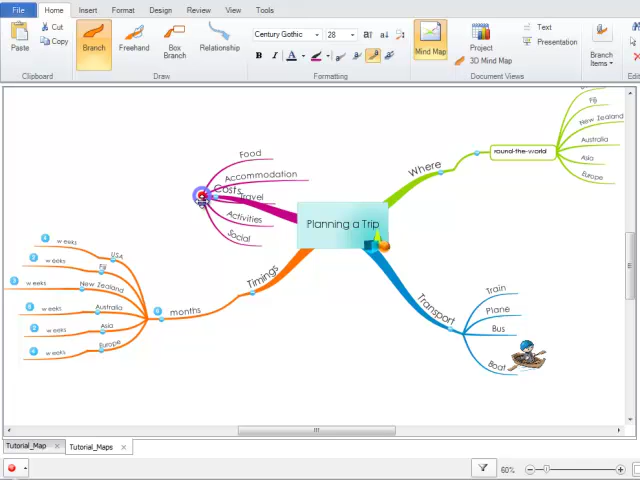 File Home Insert Format Design Review View Tools
Cut
Copy
Paste
Clipboard
Branch
Freehand
Box Branch
Relationship
Draw
Century Gothic 28
B I A
Formatting
Mind Map
Project
3D Mind Map
Text
Presentation
Document Views
Branch Items
Planning a Trip
Where
round-the-world
Fiji
New Zealand
Australia
Asia
Europe
Costs
Food
Accommodation
Travel
Activities
Social
Timings
months
USA
weeks
Fiji
weeks
New Zealand
Australia
weeks
Asia
weeks
Europe
weeks
Transport
Train
Plane
Bus
Boat
Tutorial_Map
Tutorial_Maps
60%